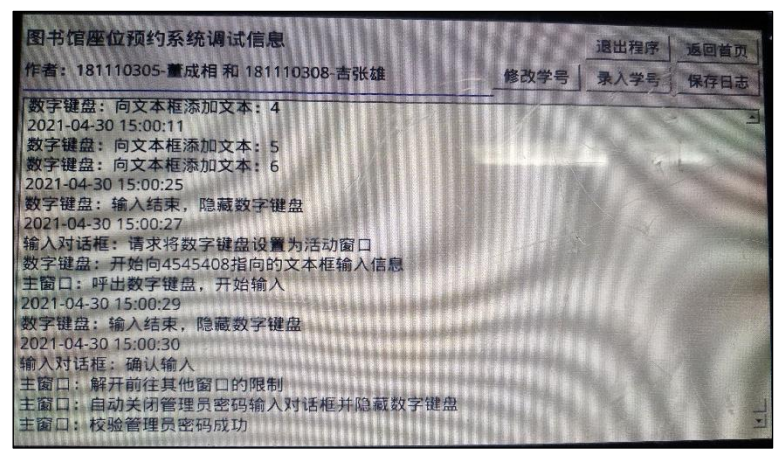 图书馆座位预约系统调试信息
退出程序 返回首页
作者：181110305-董成相 和 181110308-吉张雄
修改学号 录入学号 保存日志
数字键盘：向文本框添加文本：4
2021-04-30 15:00:11
数字键盘：向文本框添加文本：5
数字键盘：向文本框添加文本：6
2021-04-30 15:00:25
数字键盘：输入结束，隐藏数字键盘
2021-04-30 15:00:27
输入对话框：请求将数字键盘设置为活动窗口
数字键盘：开始向4545408指向的文本框输入信息
主窗口：呼出数字键盘，开始输入
2021-04-30 15:00:29
数字键盘：输入结束，隐藏数字键盘
2021-04-30 15:00:30
输入对话框：确认输入
主窗口：解开前往其他窗口的限制
主窗口：自动关闭管理员密码输入对话框并隐藏数字键盘
主窗口：校验管理员密码成功